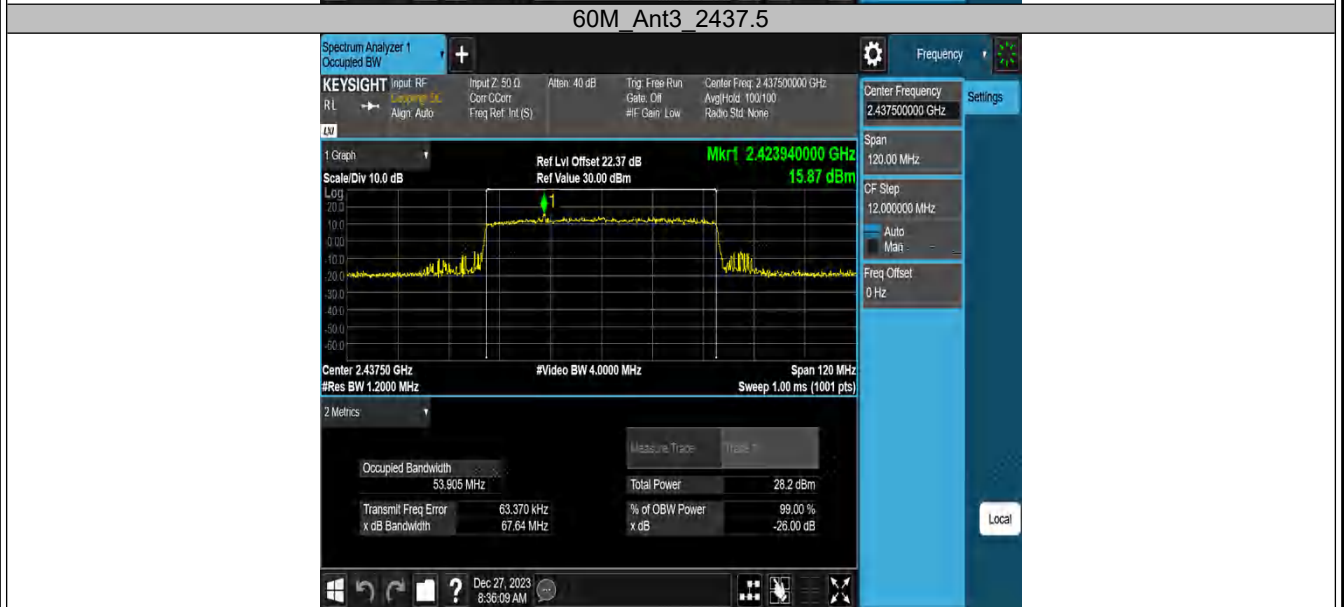 60M_Ant3_2437.5
Spectrum Analyzer 1
Occupied BW
+
Frequency
KEYSIGHT Input: RF Input Z: 50 Ω Atten: 40 dB Trig: Free Run Center Freq: 2.437500000 GHz
RL Coupling: DC Corr CCorr Gate: Off Avg|Hold: 100/100
Align: Auto Freq Ref: Int (S) #IF Gain: Low Radio Std: None
LXI
Center Frequency
2.437500000 GHz
Settings
Span
120.00 MHz
CF Step
12.000000 MHz
Auto
Man
Freq Offset
0 Hz
1 Graph Ref Lvl Offset 22.37 dB Mkr1 2.423940000 GHz
Scale/Div 10.0 dB Ref Value 30.00 dBm 15.87 dBm
Log
20.0
1
10.0
0.00
-10.0
-20.0
-30.0
-40.0
-50.0
-60.0
Center 2.43750 GHz #Video BW 4.0000 MHz Span 120 MHz
#Res BW 1.2000 MHz Sweep 1.00 ms (1001 pts)
2 Metrics
Measure Trace Trace 1
Occupied Bandwidth
53.905 MHz Total Power 28.2 dBm
Transmit Freq Error 63.370 kHz % of OBW Power 99.00 %
x dB Bandwidth 67.64 MHz x dB -26.00 dB
Local
? Dec 27, 2023
8:36:09 AM